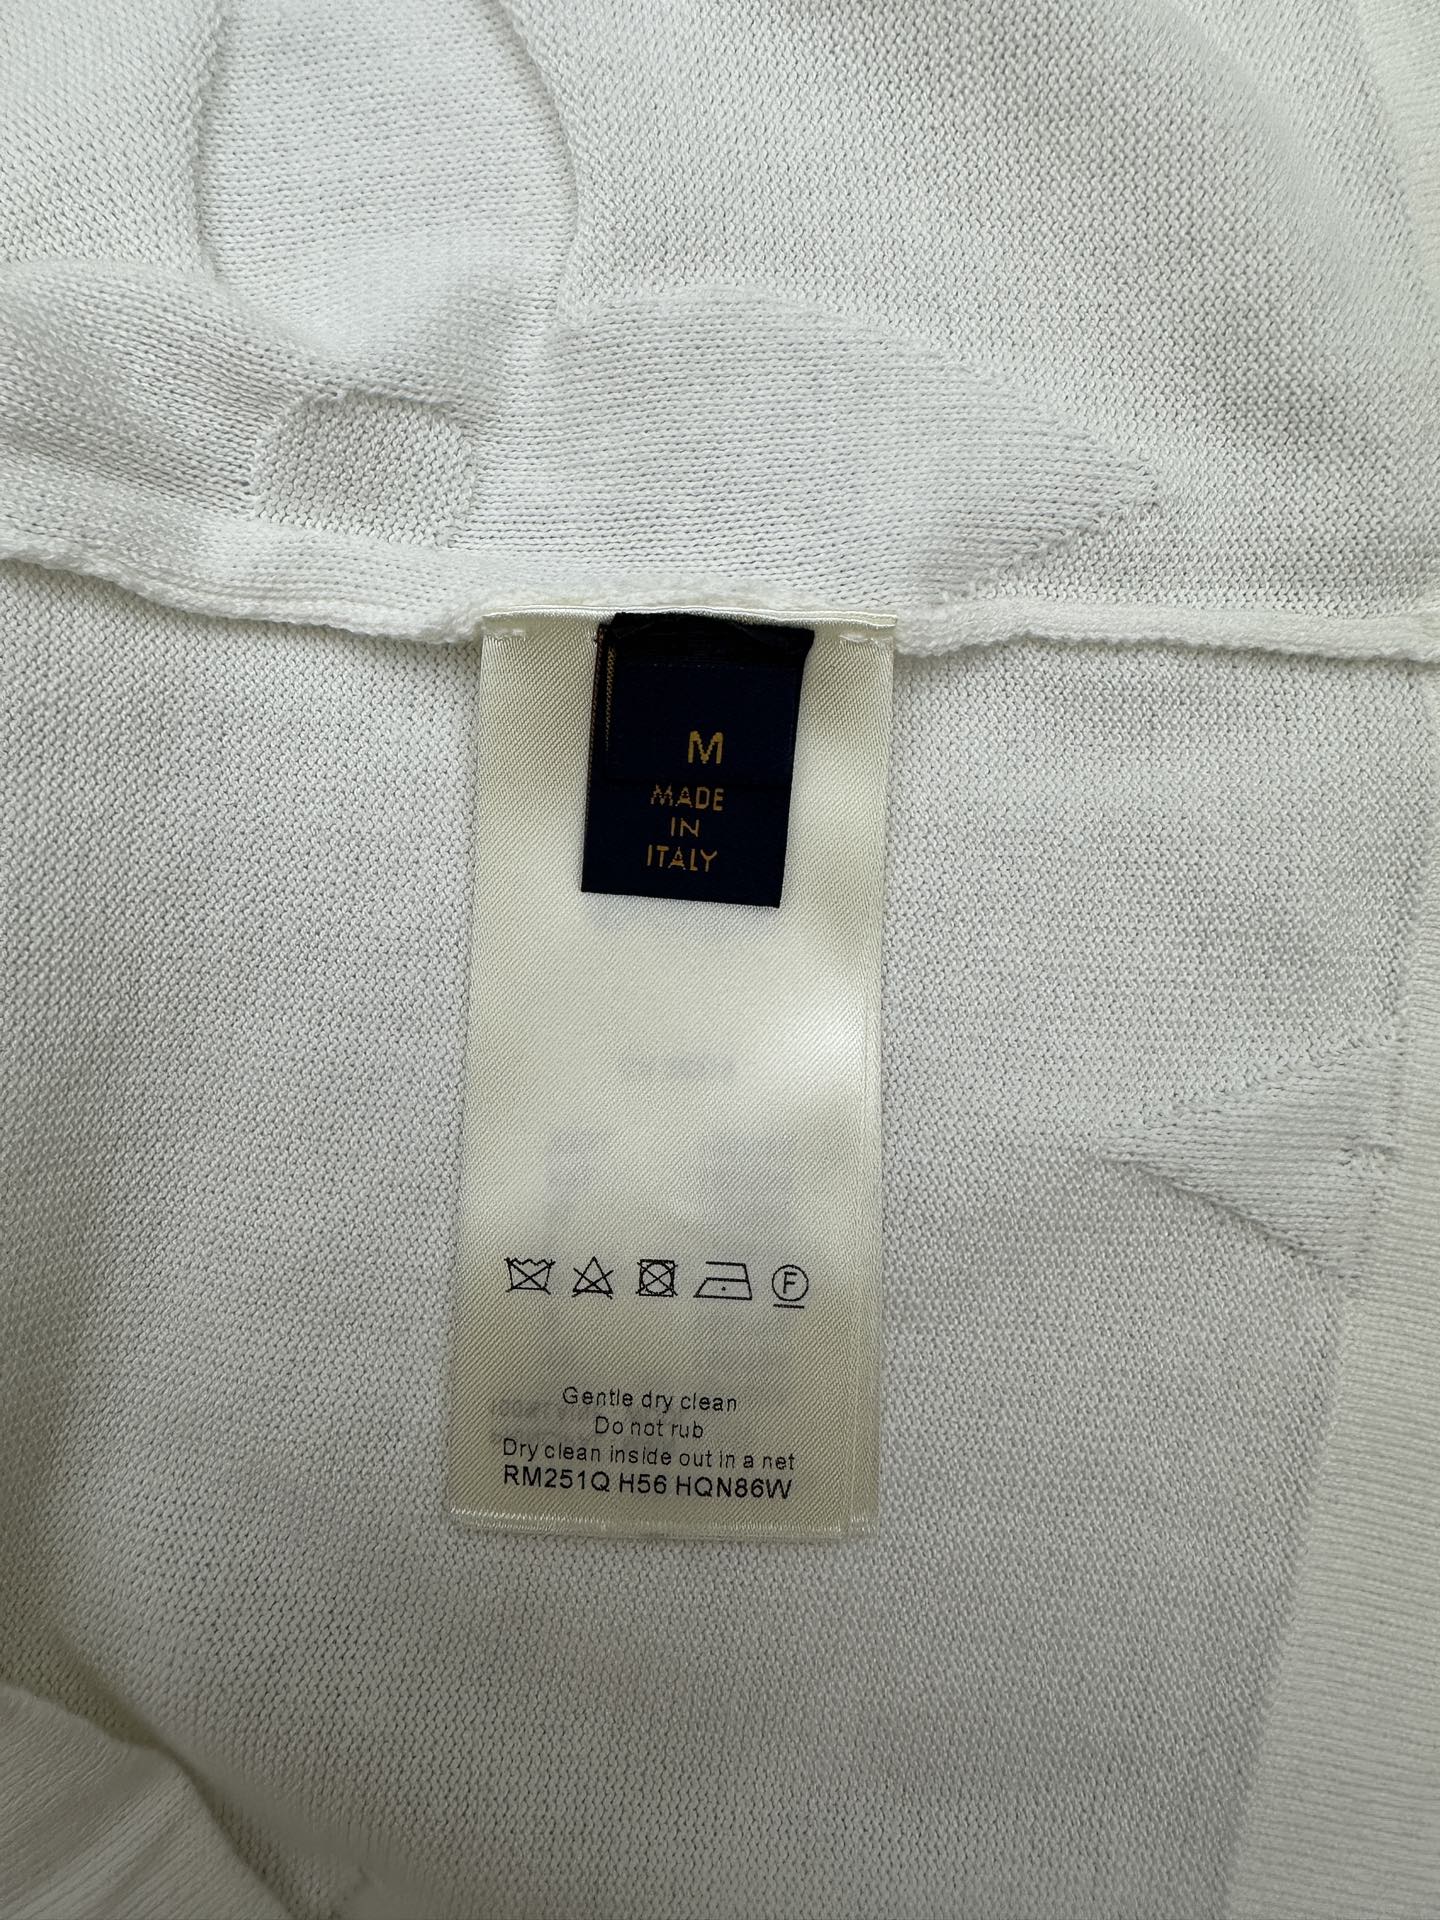 M
MADE
IN
ITALY
F
Gentle dry clean
Do not rub
Dry clean inside out in a net
RM251Q H56 HQN86W